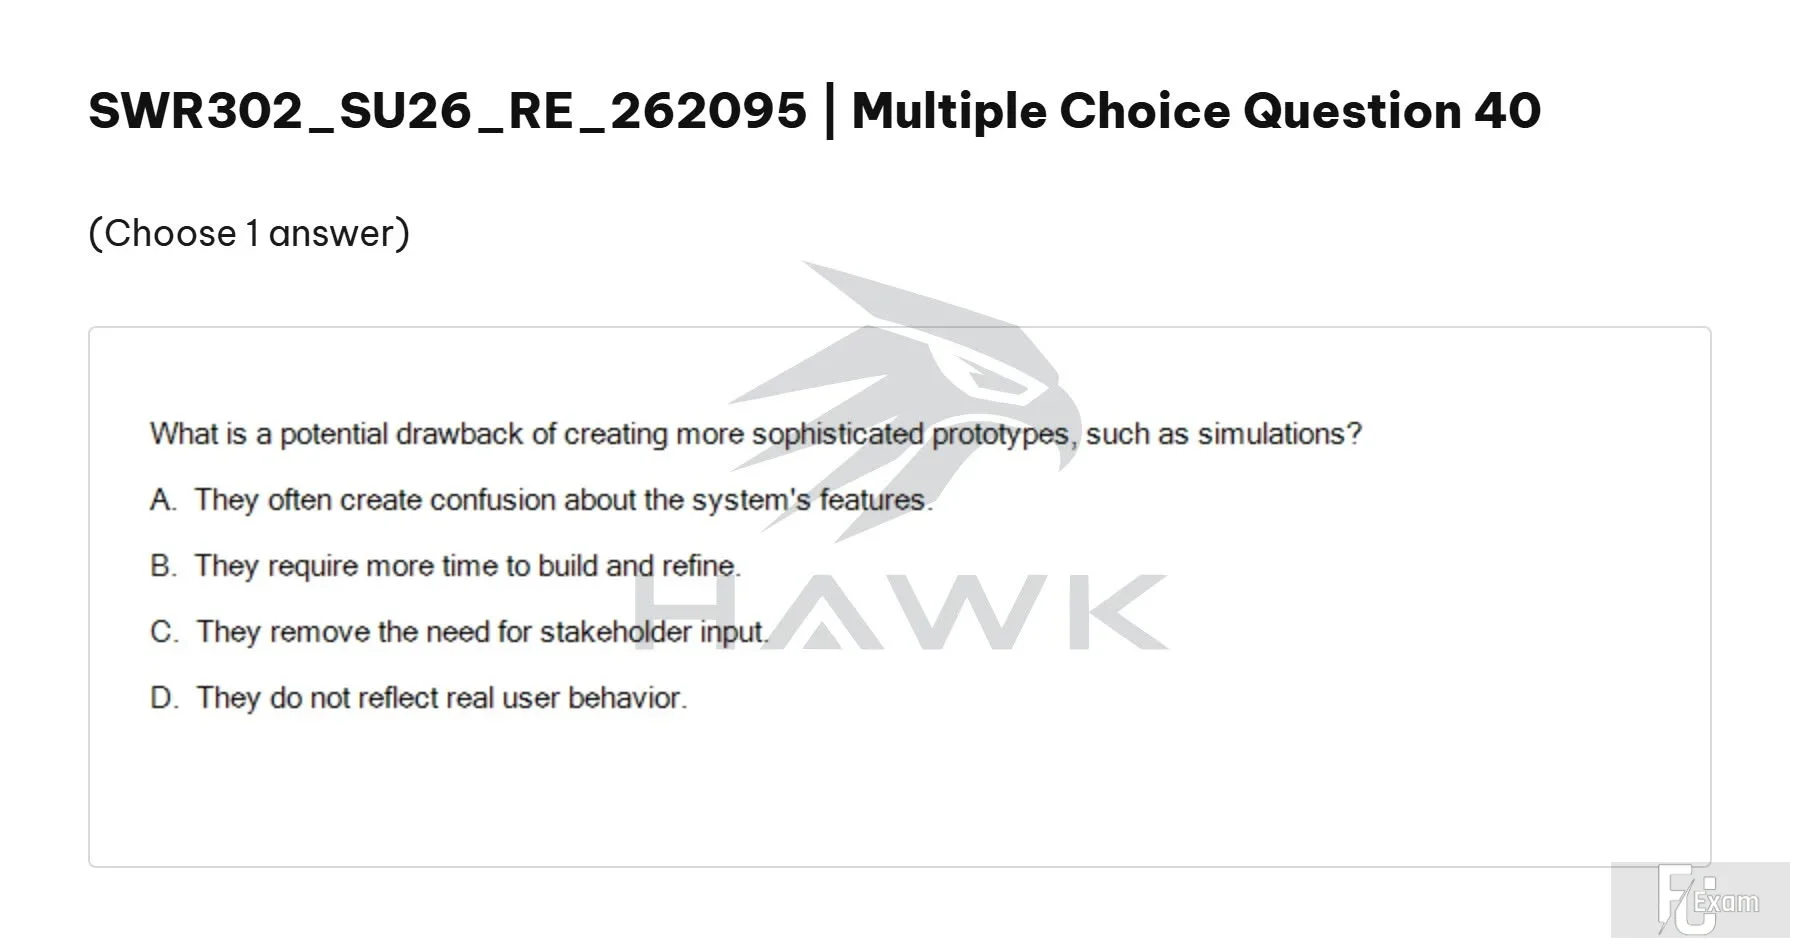 SWR302_SU26_RE_262095 | Multiple Choice Question 40
(Choose 1 answer)
What is a potential drawback of creating more sophisticated prototypes, such as simulations?
A. They often create confusion about the system's features.
B. They require more time to build and refine.
C. They remove the need for stakeholder input.
D. They do not reflect real user behavior.
HAWK
FU Exam